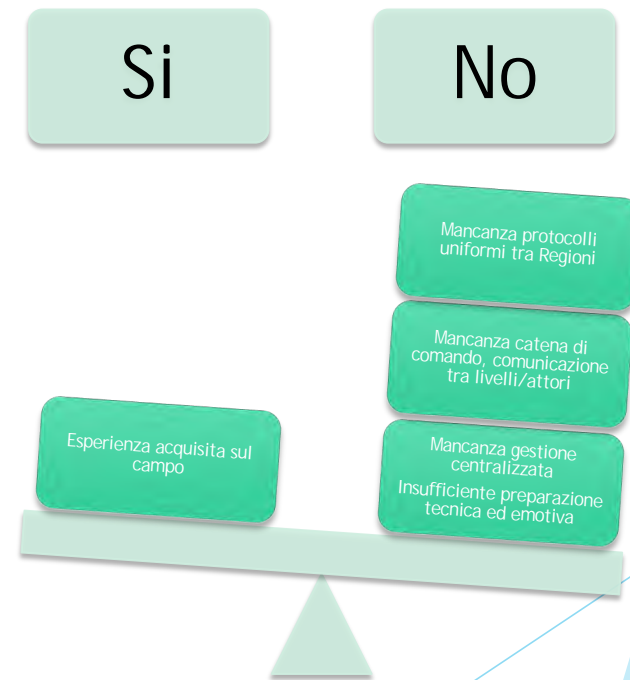 Si
No
Mancanza protocolli
uniformi tra Regioni
Mancanza catena di
comando, comunicazione
tra livelli/attori
Esperienza acquisita sul
campo
Mancanza gestione
centralizzata
Insufficiente preparazione
tecnica ed emotiva